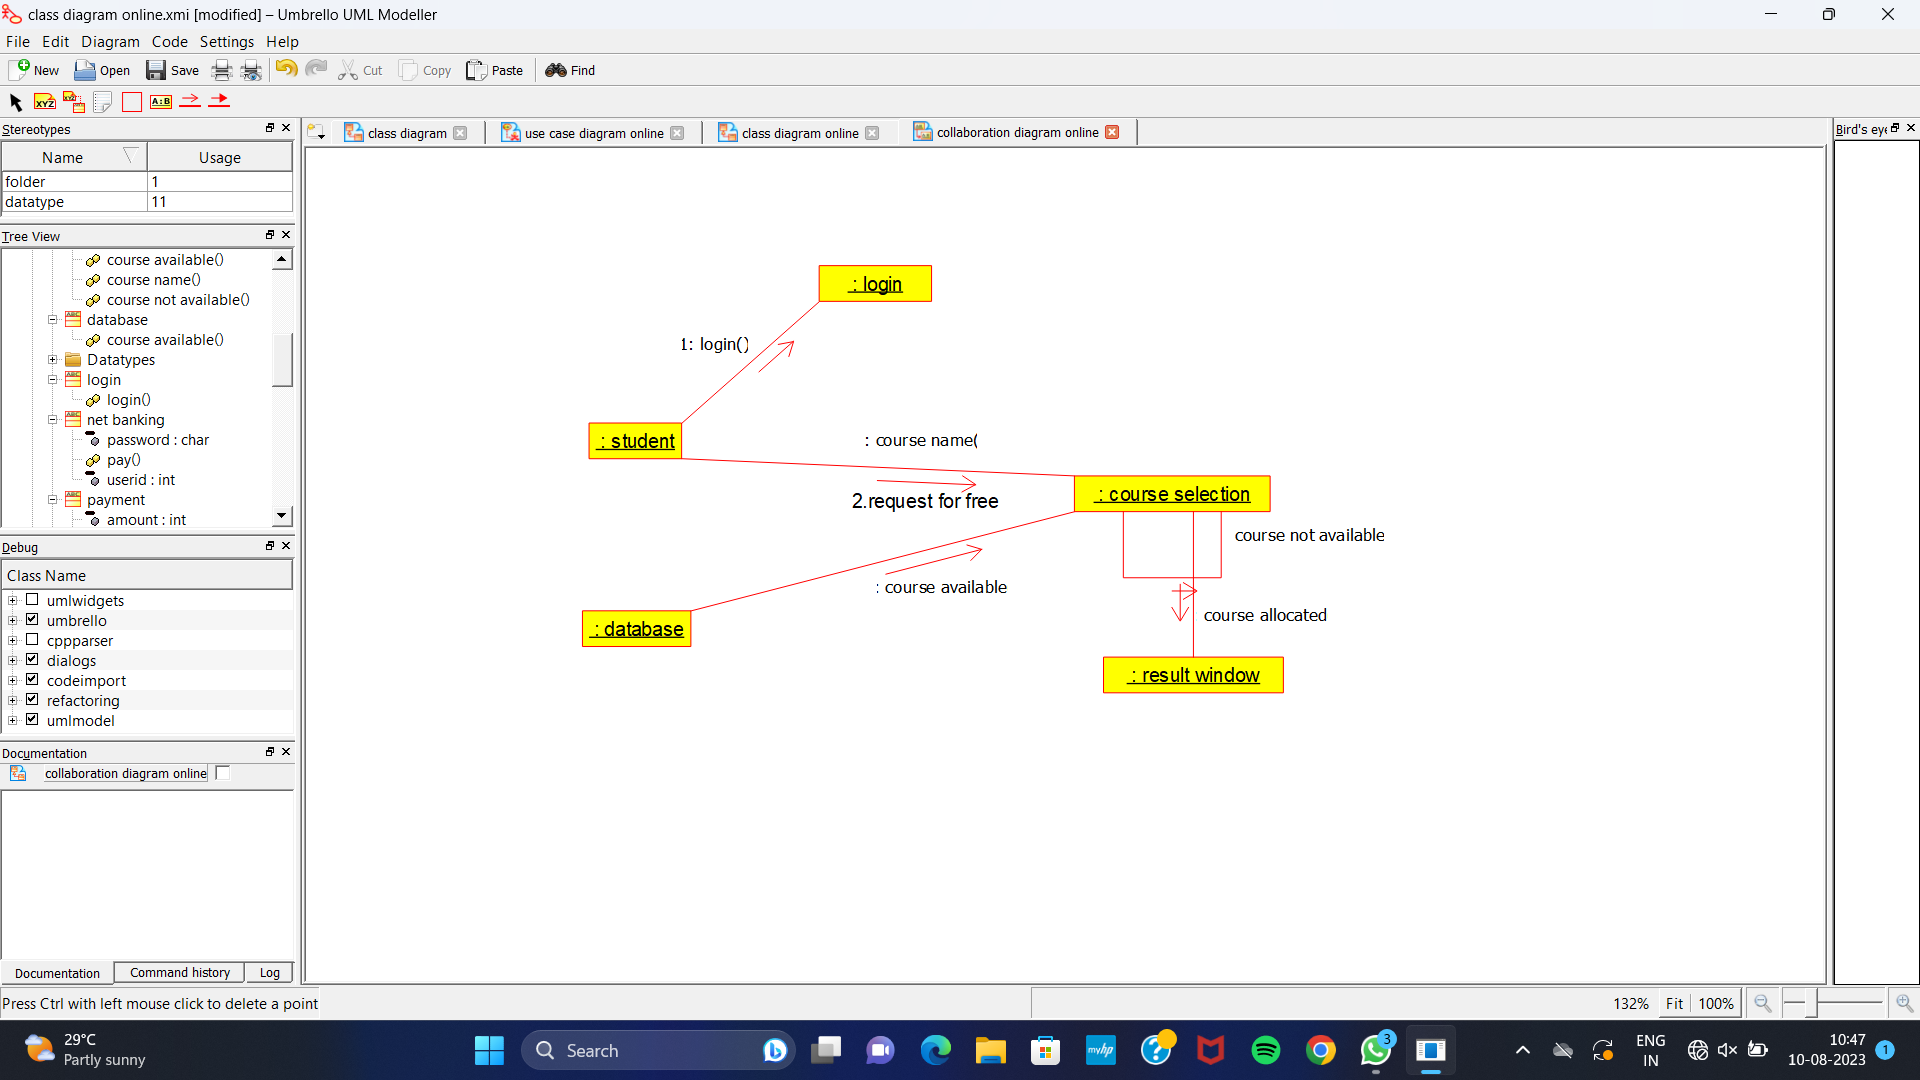 class diagram online.xmi [modified] – Umbrello UML Modeller
File Edit Diagram Code Settings Help
New Open Save Cut Copy Paste Find
XYZ XYZ A:B
Stereotypes
Name Usage
folder 1
datatype 11
Tree View
course available()
course name()
course not available()
database
course available()
Datatypes
login
login()
net banking
password : char
pay()
userid : int
payment
amount : int
Debug
Class Name
umlwidgets
umbrello
cppparser
dialogs
codeimport
refactoring
umlmodel
Documentation
collaboration diagram online
Documentation Command history Log
class diagram use case diagram online class diagram online collaboration diagram online
: login
1: login()
: student
: course name(
2.request for free
: course selection
course not available
: course available
course allocated
: database
: result window
Bird's eye
Press Ctrl with left mouse click to delete a point
132% Fit 100%
29°C
Partly sunny
Search
myhp
3
ENG
IN
10:47
10-08-2023
1